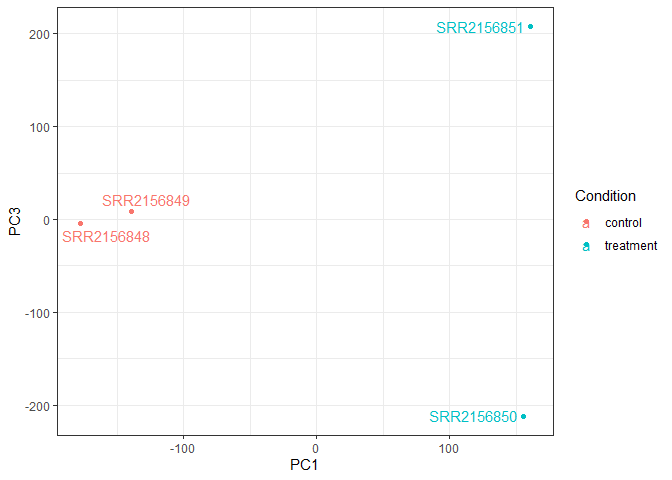 200
100
0
-100
-200
PC3
SRR2156851
SRR2156849
SRR2156848
SRR2156850
-100
0
100
PC1
Condition
a control
a treatment